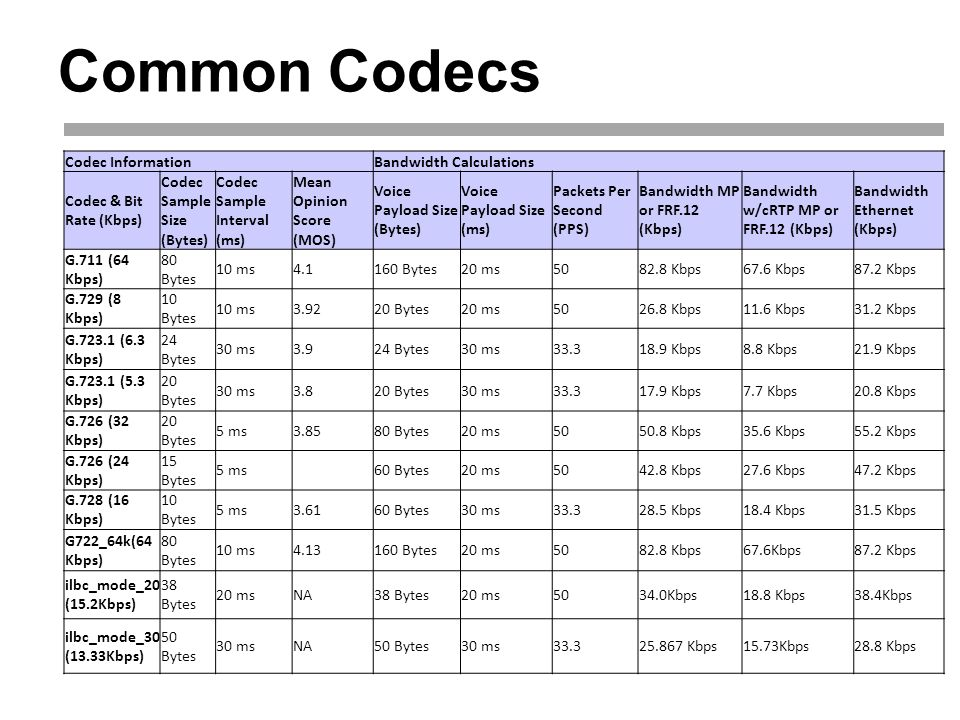 Common Codecs
Codec Information Bandwidth Calculations
Codec & Bit Rate (Kbps) Codec Sample Size (Bytes) Codec Sample Interval (ms) Mean Opinion Score (MOS) Voice Payload Size (Bytes) Voice Payload Size (ms) Packets Per Second (PPS) Bandwidth MP or FRF.12 (Kbps) Bandwidth w/cRTP MP or FRF.12 (Kbps) Bandwidth Ethernet (Kbps)
G.711 (64 Kbps) 80 Bytes 10 ms 4.1 160 Bytes 20 ms 50 82.8 Kbps 67.6 Kbps 87.2 Kbps
G.729 (8 Kbps) 10 Bytes 10 ms 3.92 20 Bytes 20 ms 50 26.8 Kbps 11.6 Kbps 31.2 Kbps
G.723.1 (6.3 Kbps) 24 Bytes 30 ms 3.9 24 Bytes 30 ms 33.3 18.9 Kbps 8.8 Kbps 21.9 Kbps
G.723.1 (5.3 Kbps) 20 Bytes 30 ms 3.8 20 Bytes 30 ms 33.3 17.9 Kbps 7.7 Kbps 20.8 Kbps
G.726 (32 Kbps) 20 Bytes 5 ms 3.85 80 Bytes 20 ms 50 50.8 Kbps 35.6 Kbps 55.2 Kbps
G.726 (24 Kbps) 15 Bytes 5 ms 60 Bytes 20 ms 50 42.8 Kbps 27.6 Kbps 47.2 Kbps
G.728 (16 Kbps) 10 Bytes 5 ms 3.61 60 Bytes 30 ms 33.3 28.5 Kbps 18.4 Kbps 31.5 Kbps
G722_64k(64 Kbps) 80 Bytes 10 ms 4.13 160 Bytes 20 ms 50 82.8 Kbps 67.6Kbps 87.2 Kbps
ilbc_mode_20 (15.2Kbps) 38 Bytes 20 ms NA 38 Bytes 20 ms 50 34.0Kbps 18.8 Kbps 38.4Kbps
ilbc_mode_30 (13.33Kbps) 50 Bytes 30 ms NA 50 Bytes 30 ms 33.3 25.867 Kbps 15.73Kbps 28.8 Kbps